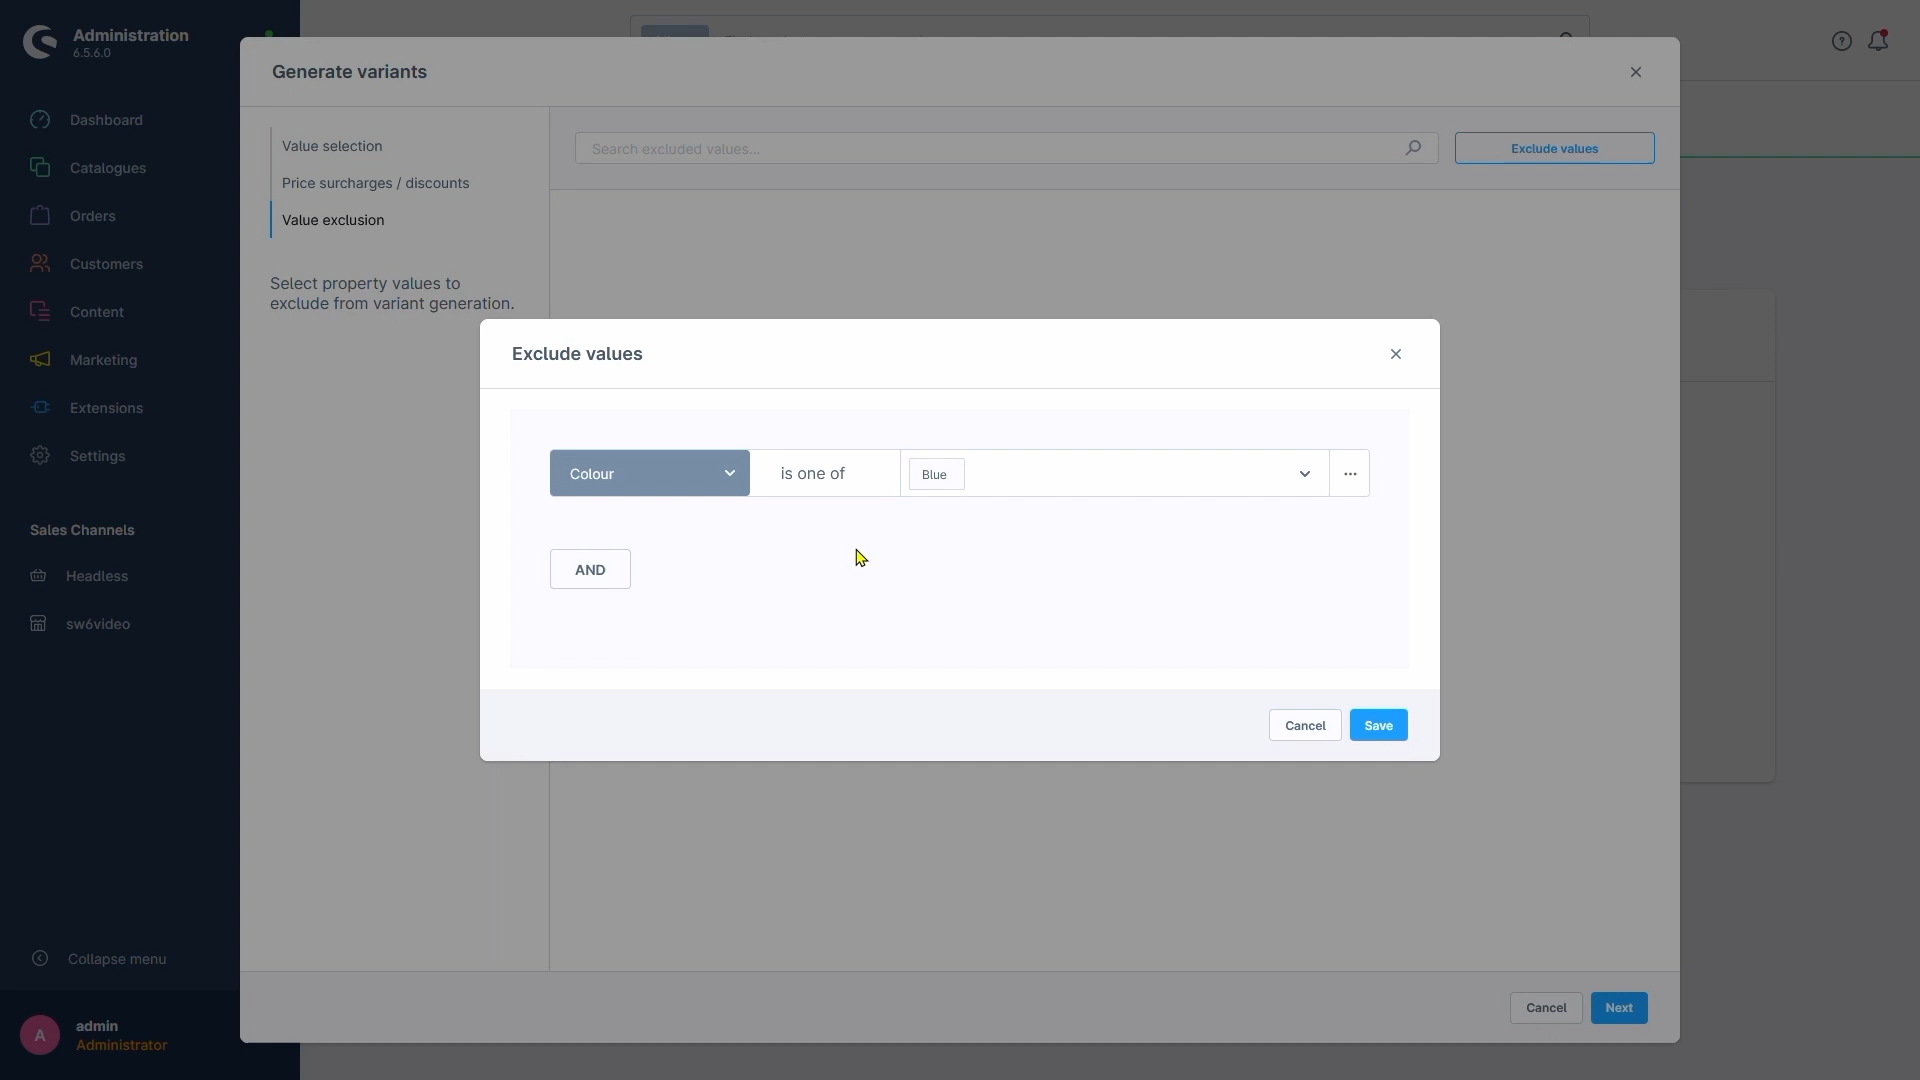 Administration
6.5.6.0
Dashboard
Catalogues
Orders
Customers
Content
Marketing
Extensions
Settings
Sales Channels
Headless
sw6video
Collapse menu
A
admin
Administrator
Generate variants
Value selection
Price surcharges / discounts
Value exclusion
Select property values to
exclude from variant generation.
Search excluded values...
Exclude values
Exclude values
Colour
is one of
Blue
AND
Cancel
Save
Cancel
Next